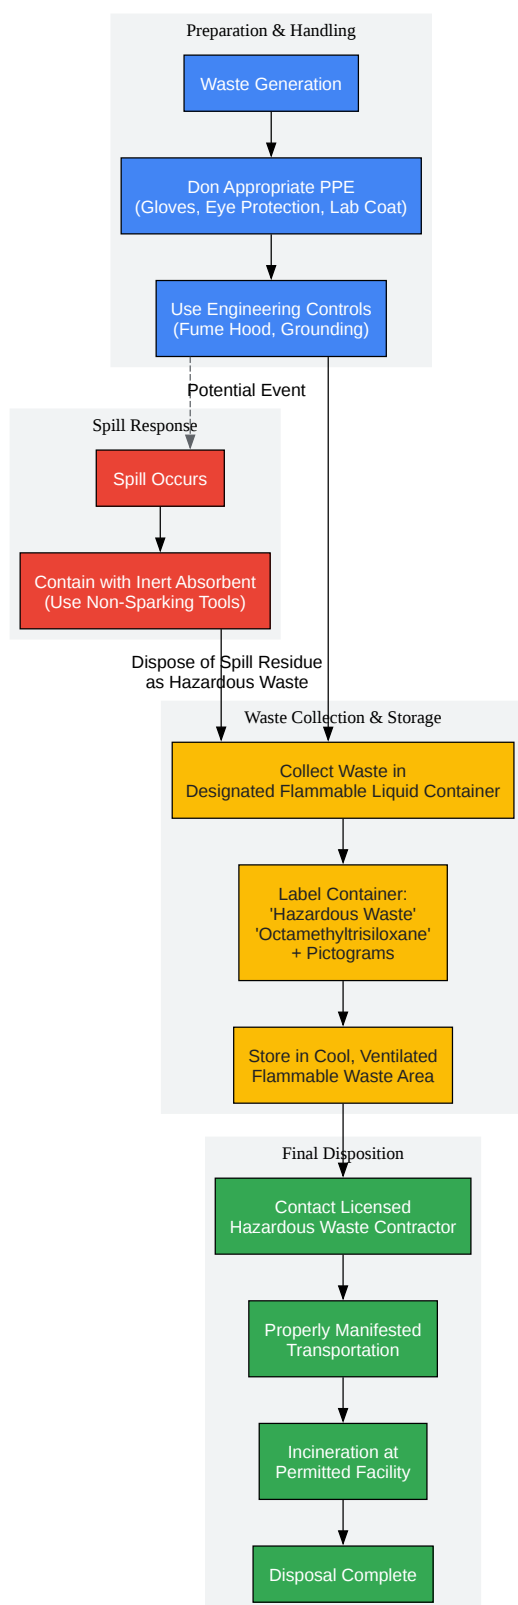 Preparation & Handling
Waste Generation
Don Appropriate PPE
(Gloves, Eye Protection, Lab Coat)
Use Engineering Controls
(Fume Hood, Grounding)
Potential Event
Spill Response
Spill Occurs
Contain with Inert Absorbent
(Use Non-Sparking Tools)
Dispose of Spill Residue
as Hazardous Waste
Waste Collection & Storage
Collect Waste in
Designated Flammable Liquid Container
Label Container:
'Hazardous Waste'
'Octamethyltrisiloxane'
+ Pictograms
Store in Cool, Ventilated
Flammable Waste Area
Final Disposition
Contact Licensed
Hazardous Waste Contractor
Properly Manifested
Transportation
Incineration at
Permitted Facility
Disposal Complete